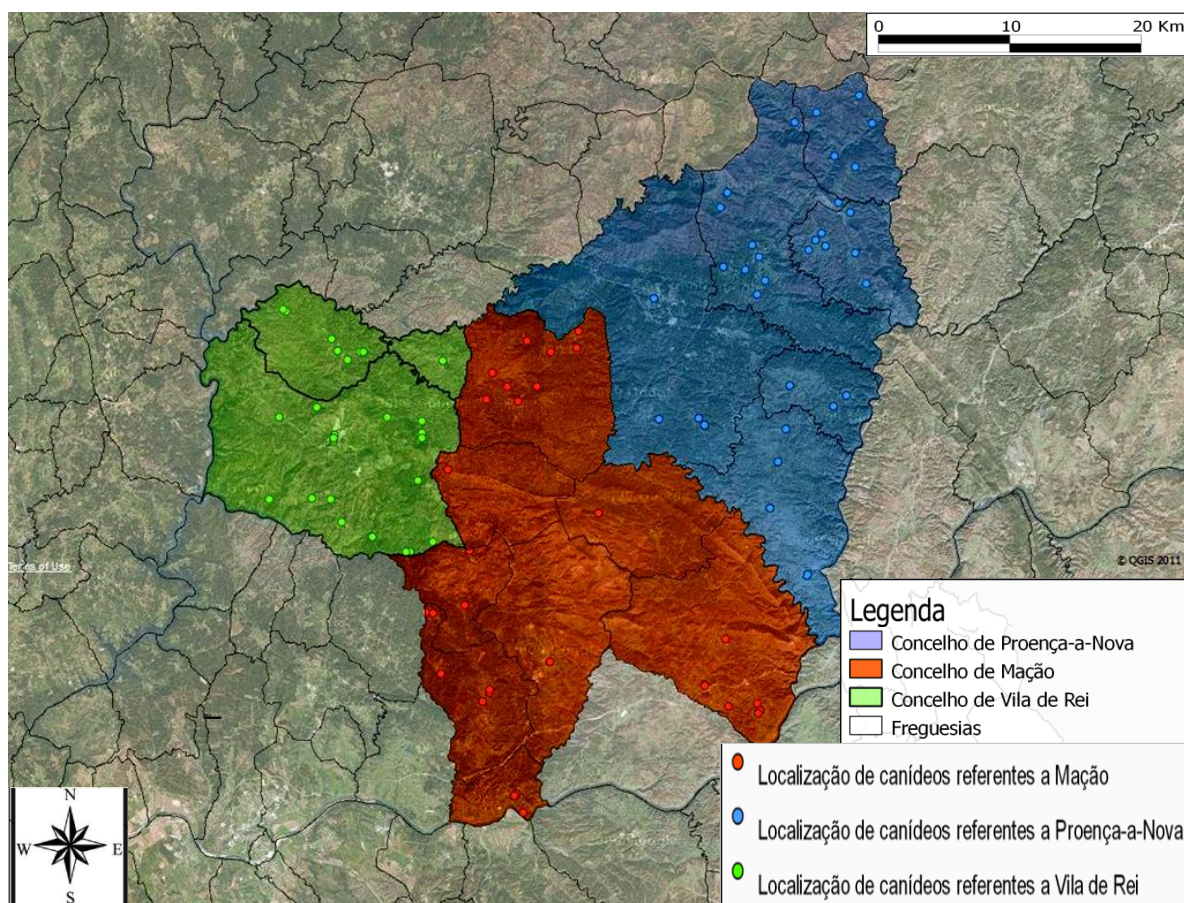 0 10 20 Km
Terms of Use
© QGIS 2011
Legenda
Concelho de Proença-a-Nova
Concelho de Mação
Concelho de Vila de Rei
Freguesias
Localização de canídeos referentes a Mação
Localização de canídeos referentes a Proença-a-Nova
Localização de canídeos referentes a Vila de Rei
N
W E
S